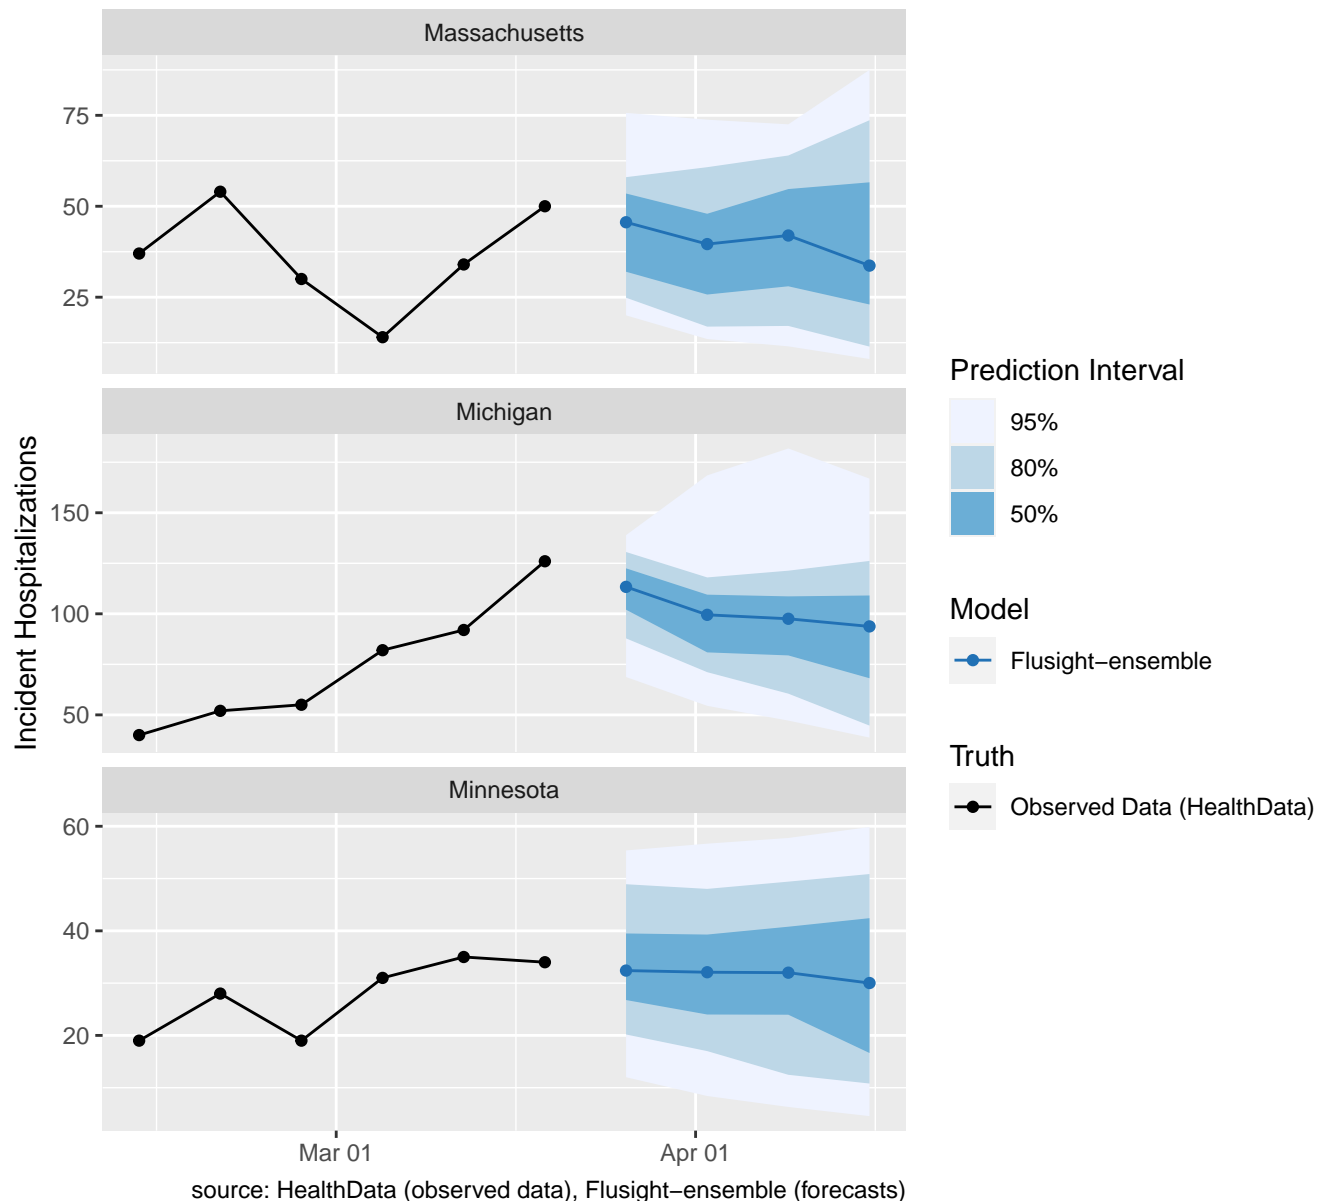 Massachusetts
75
50
25
Michigan
150
100
50
Minnesota
60
40
20
Mar 01
Apr 01
Incident Hospitalizations
source: HealthData (observed data), Flusight−ensemble (forecasts)
Prediction Interval
95%
80%
50%
Model
Flusight−ensemble
Truth
Observed Data (HealthData)